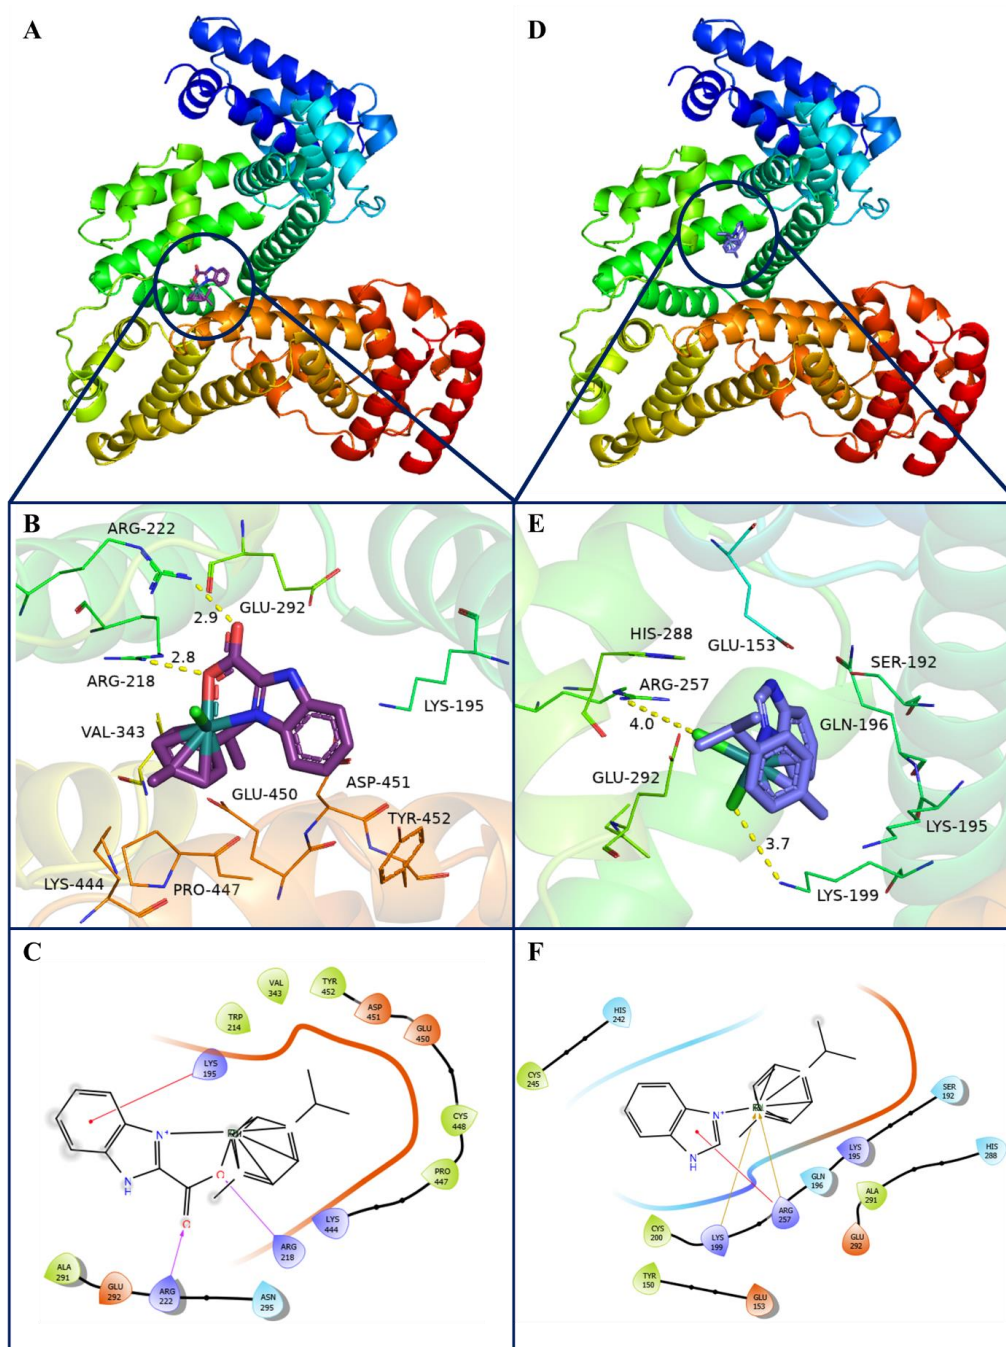 A
D
B
ARG-222
2.9
GLU-292
2.8
ARG-218
LYS-195
VAL-343
GLU-450
ASP-451
TYR-452
LYS-444
PRO-447
E
HIS-288
GLU-153
SER-192
ARG-257
4.0
GLN-196
GLU-292
LYS-195
3.7
LYS-199
C
VAL
343
TYR
452
TRP
214
ASP
451
GLU
450
LYS
195
N+
CYS
448
NH
PRO
447
LYS
444
ARG
218
ALA
291
GLU
292
ARG
222
ASN
295
F
HIS
242
CYS
245
SER
192
N+
Ru
LYS
195
HIS
288
NH
GLN
196
ALA
291
ARG
257
CYS
200
LYS
199
GLU
292
TYR
150
GLU
153